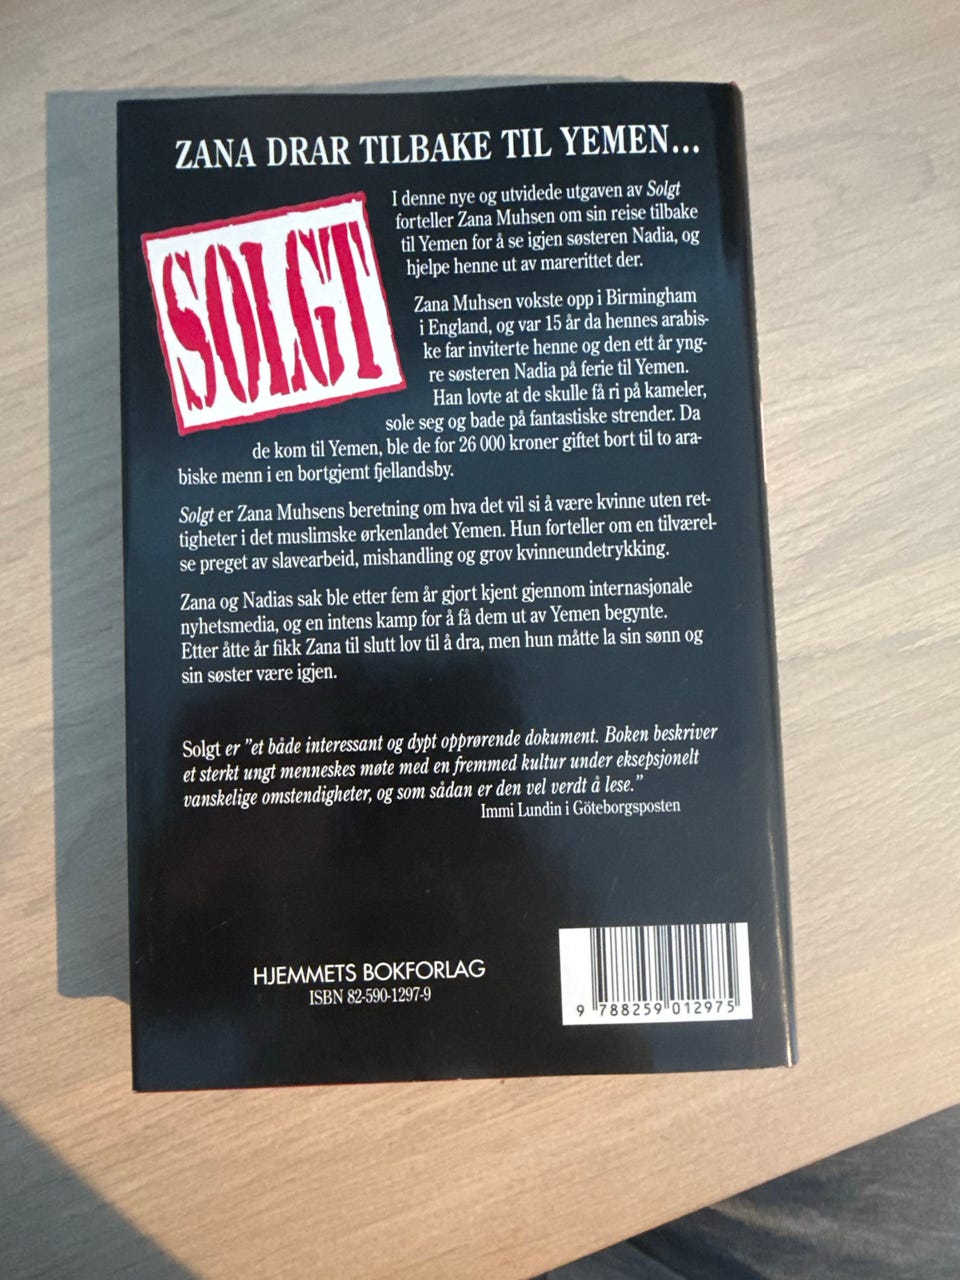 ZANA DRAR TILBAKE TIL YEMEN...
SOLGT
I denne nye og utvidede utgaven av Solgt
forteller Zana Muhsen om sin reise tilbake
til Yemen for å se igjen søsteren Nadia, og
hjelpe henne ut av marerittet der.
Zana Muhsen vokste opp i Birmingham
i England, og var 15 år da hennes arabis-
ke far inviterte henne og den ett år yng-
re søsteren Nadia på ferie til Yemen.
Han lovte at de skulle få ri på kameler,
sole seg og bade på fantastiske strender. Da
de kom til Yemen, ble de for 26 000 kroner giftet bort til to ara-
biske menn i en bortgjemt fjellandsby.
Solgt er Zana Muhsens beretning om hva det vil si å være kvinne uten ret-
tigheter i det muslimske ørkenlandet Yemen. Hun forteller om en tilværel-
se preget av slavearbeid, mishandling og grov kvinneundetrykking.
Zana og Nadias sak ble etter fem år gjort kjent gjennom internasjonale
nyhetsmedia, og en intens kamp for å få dem ut av Yemen begynte.
Etter åtte år fikk Zana til slutt lov til å dra, men hun måtte la sin sønn og
sin søster være igjen.
Solgt er "et både interessant og dypt opprørende dokument. Boken beskriver
et sterkt ungt menneskes møte med en fremmed kultur under eksepsjonelt
vanskelige omstendigheter, og som sådan er den vel verdt å lese."
Immi Lundin i Göteborgsposten
HJEMMETS BOKFORLAG
ISBN 82-590-1297-9
9 788259 012975